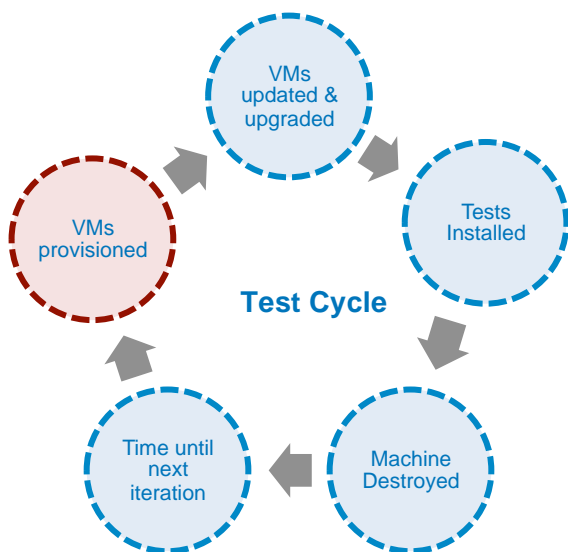 VMs
updated &
upgraded
Tests
Installed
Machine
Destroyed
Time until
next
iteration
VMs
provisioned
Test Cycle